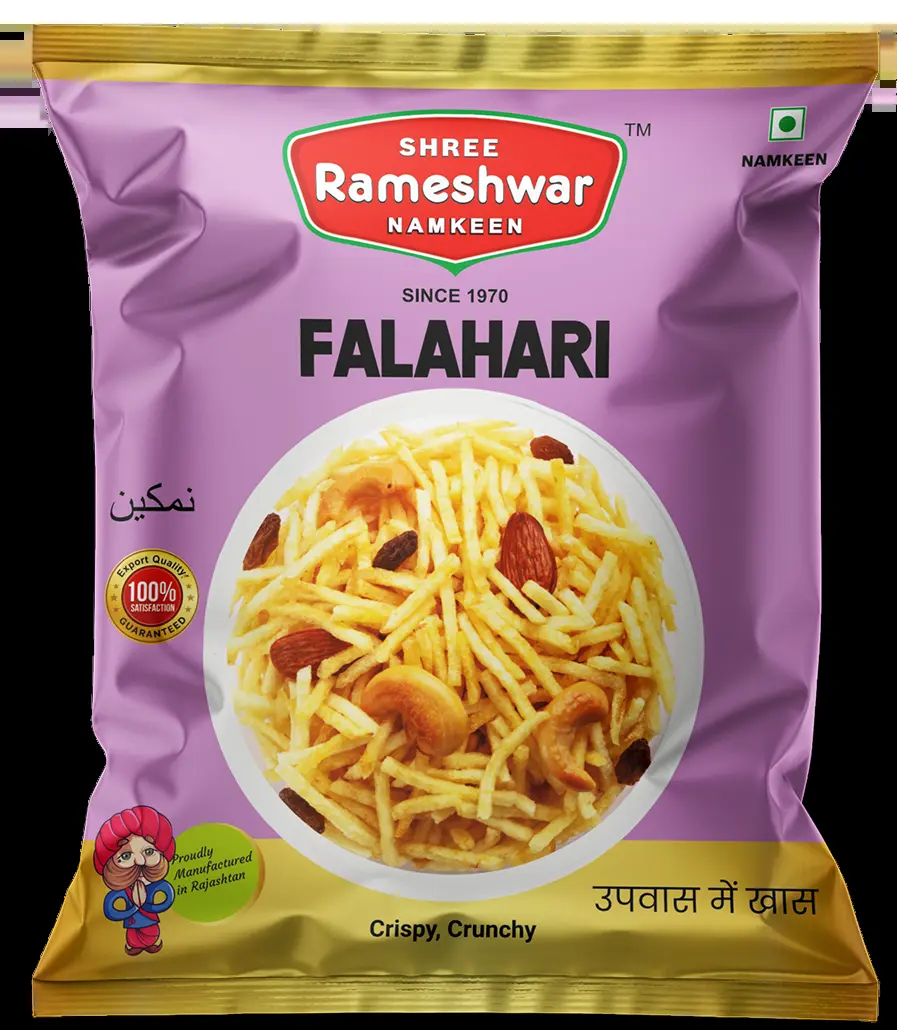 SHREE
Rameshwar
NAMKEEN
TM
NAMKEEN
SINCE 1970
FALAHARI
نمکین
Export Quality
100%
SATISFACTION
GUARANTEED
Proudly
Manufactured
in Rajashtan
उपवास में खास
Crispy, Crunchy